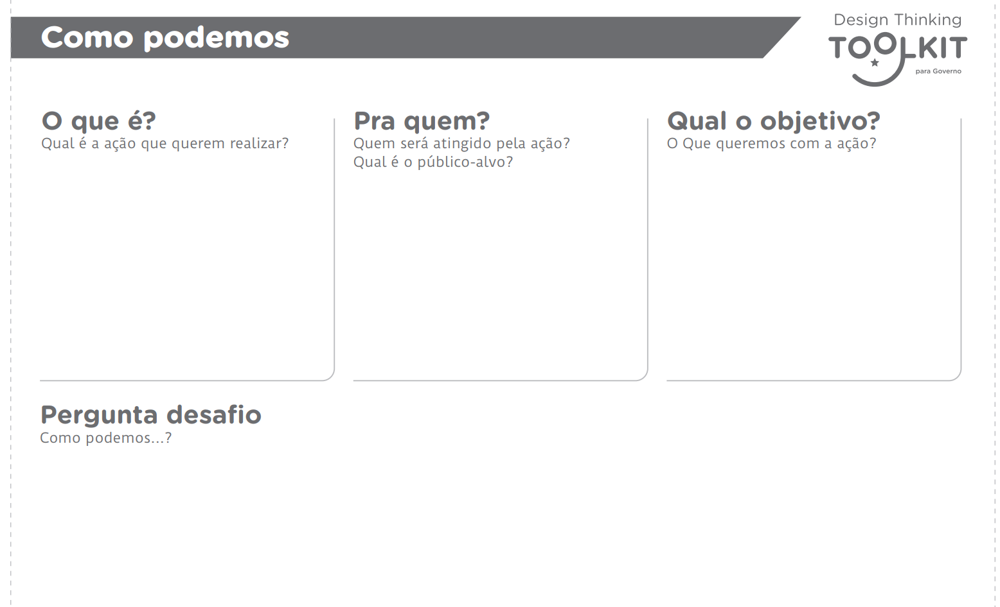 Como podemos
Design Thinking
TOOLKIT
para Governo
O que é?
Qual é a ação que querem realizar?
Pra quem?
Quem será atingido pela ação?
Qual é o público-alvo?
Qual o objetivo?
O Que queremos com a ação?
Pergunta desafio
Como podemos...?